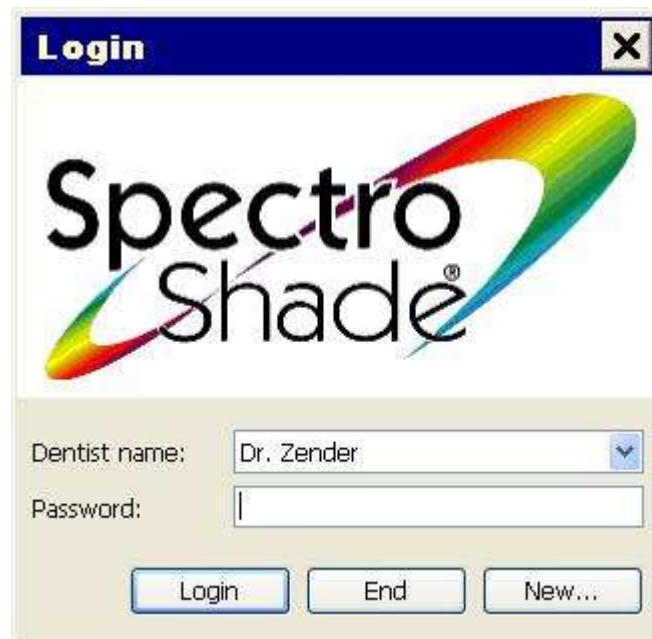 Login
Spectro
Shade®
Dentist name: Dr. Zender
Password:
Login End New...